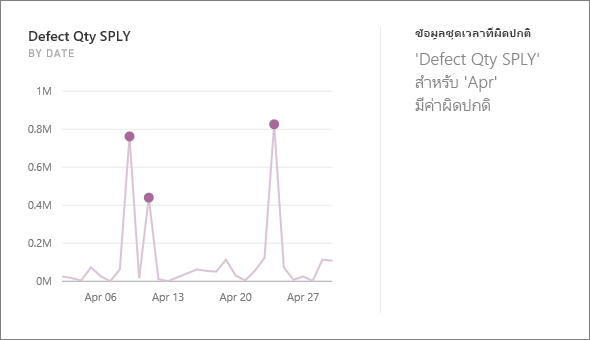 Defect Qty SPLY
BY DATE
1M
0.8M
0.6M
0.4M
0.2M
0M
Apr 06
Apr 13
Apr 20
Apr 27
ข้อมูลชุดเวลาที่ผิดปกติ
'Defect Qty SPLY'
สำหรับ 'Apr'
มีค่าผิดปกติ